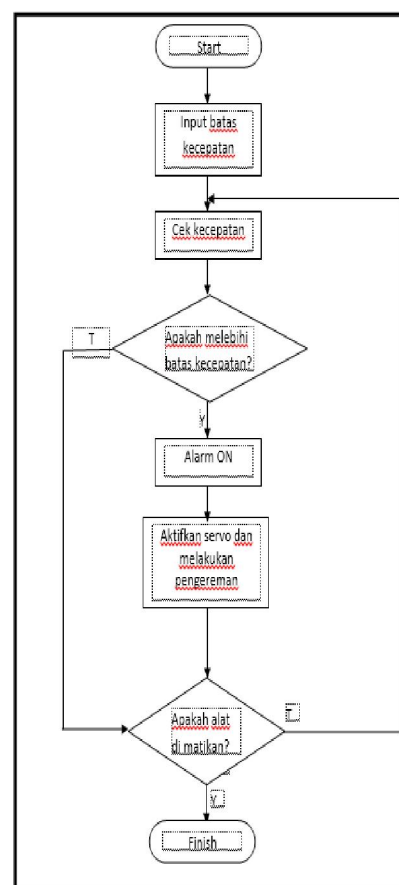 Start
Input batas
kecepatan
Cek kecepatan
Apakah melebihi
batas kecepatan?
T
Y
Alarm ON
Aktifkan servo dan
melakukan
pengereman
Apakah alat
di matikan?
T
Y
Finish